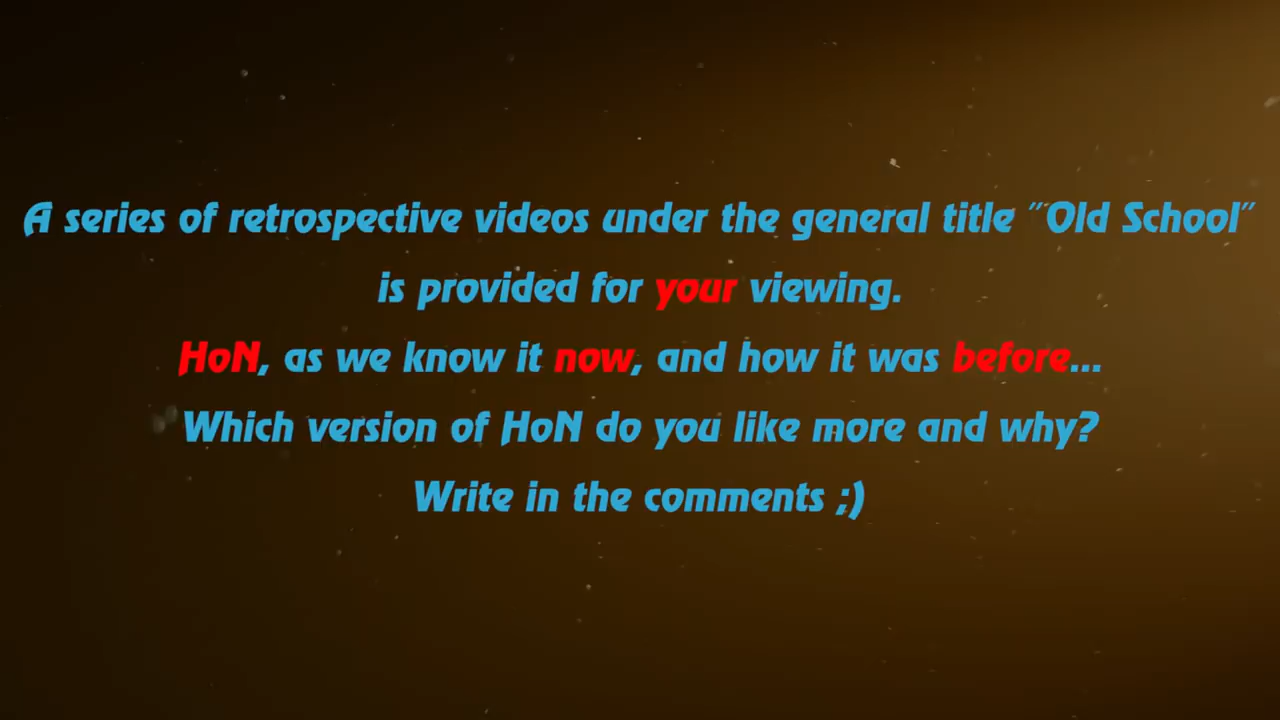 A series of retrospective videos under the general title "Old School"
is provided for your viewing.
HoN, as we know it now, and how it was before...
Which version of HoN do you like more and why?
Write in the comments ;)